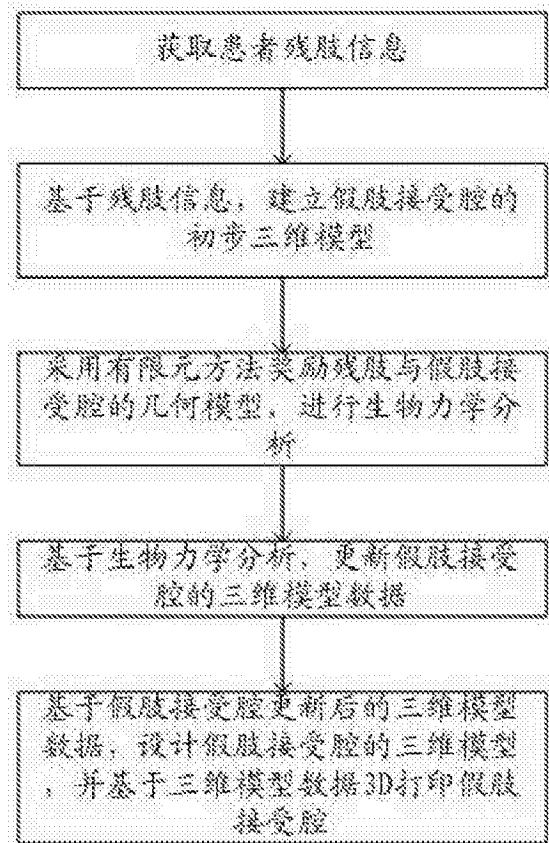 获取患者残肢信息
基于残肢信息，建立假肢接受腔的
初步三维模型
采用有限元方法奖励残肢与假肢接
受腔的几何模型，进行生物力学分
析
基于生物力学分析，更新假肢接受
腔的三维模型数据
基于假肢接受腔更新后的三维模型
数据，设计假肢接受腔的三维模型
，并基于三维模型数据3D打印假肢
接受腔